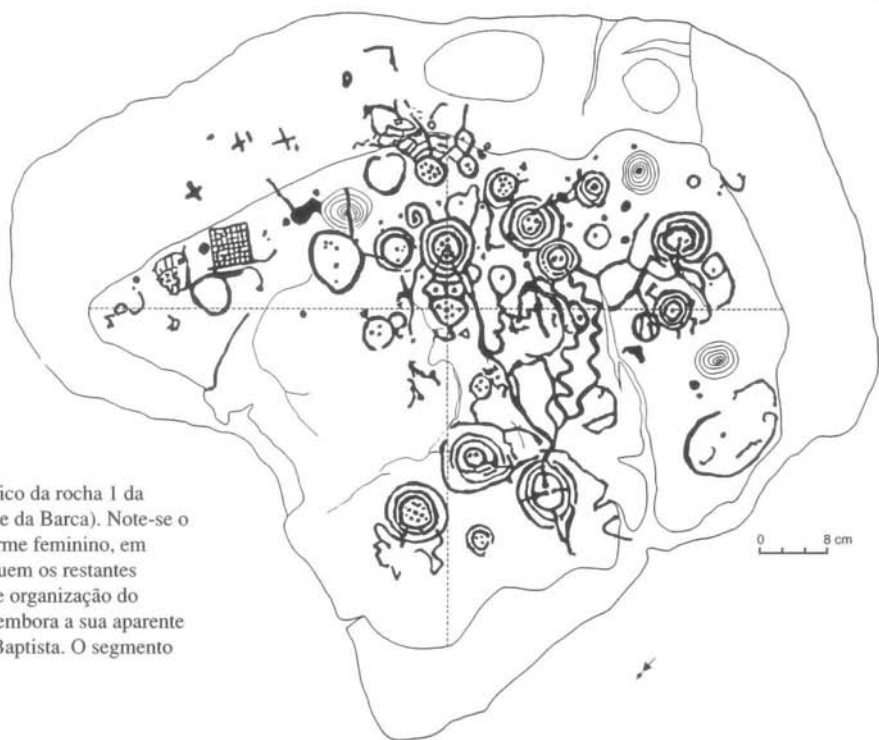 ico da rocha 1 da
e da Barca). Note-se o
rme feminino, em
uem os restantes
e organização do
embora a sua aparente
Baptista. O segmento
0 8 cm